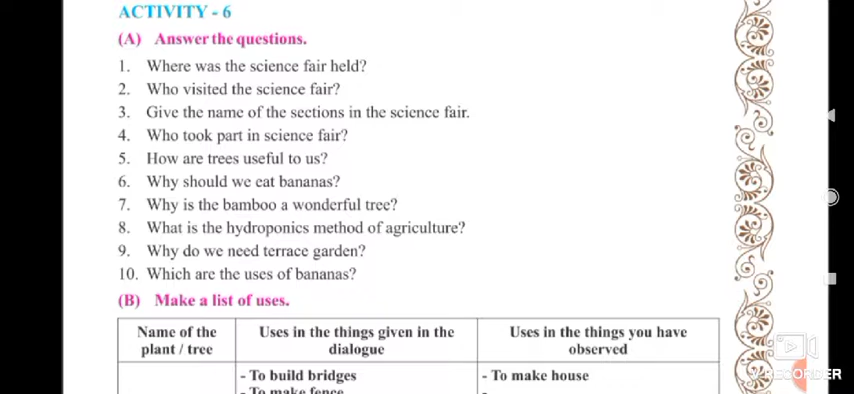 ACTIVITY - 6
(A) Answer the questions.
1. Where was the science fair held?
2. Who visited the science fair?
3. Give the name of the sections in the science fair.
4. Who took part in science fair?
5. How are trees useful to us?
6. Why should we eat bananas?
7. Why is the bamboo a wonderful tree?
8. What is the hydroponics method of agriculture?
9. Why do we need terrace garden?
10. Which are the uses of bananas?
(B) Make a list of uses.
Name of the plant / tree
Uses in the things given in the dialogue
Uses in the things you have observed
- To build bridges
- To make house
- To make fence
-
RECORDER